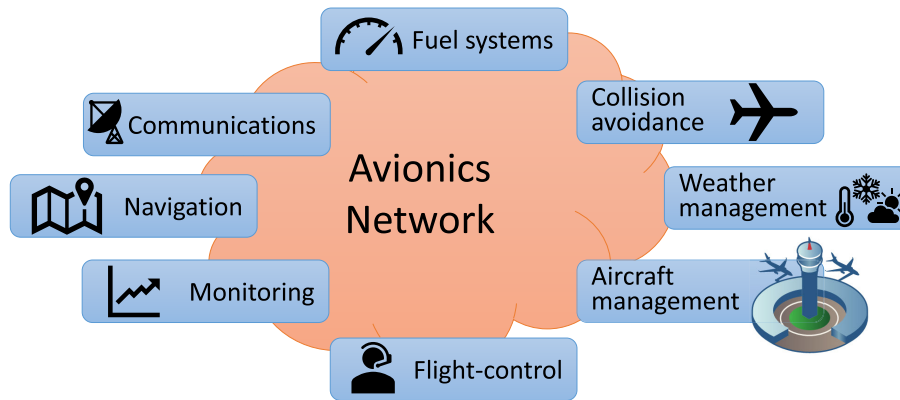 Fuel systems
Collision
avoidance
Communications
Avionics
Network
Weather
management
Navigation
Aircraft
management
Monitoring
Flight-control